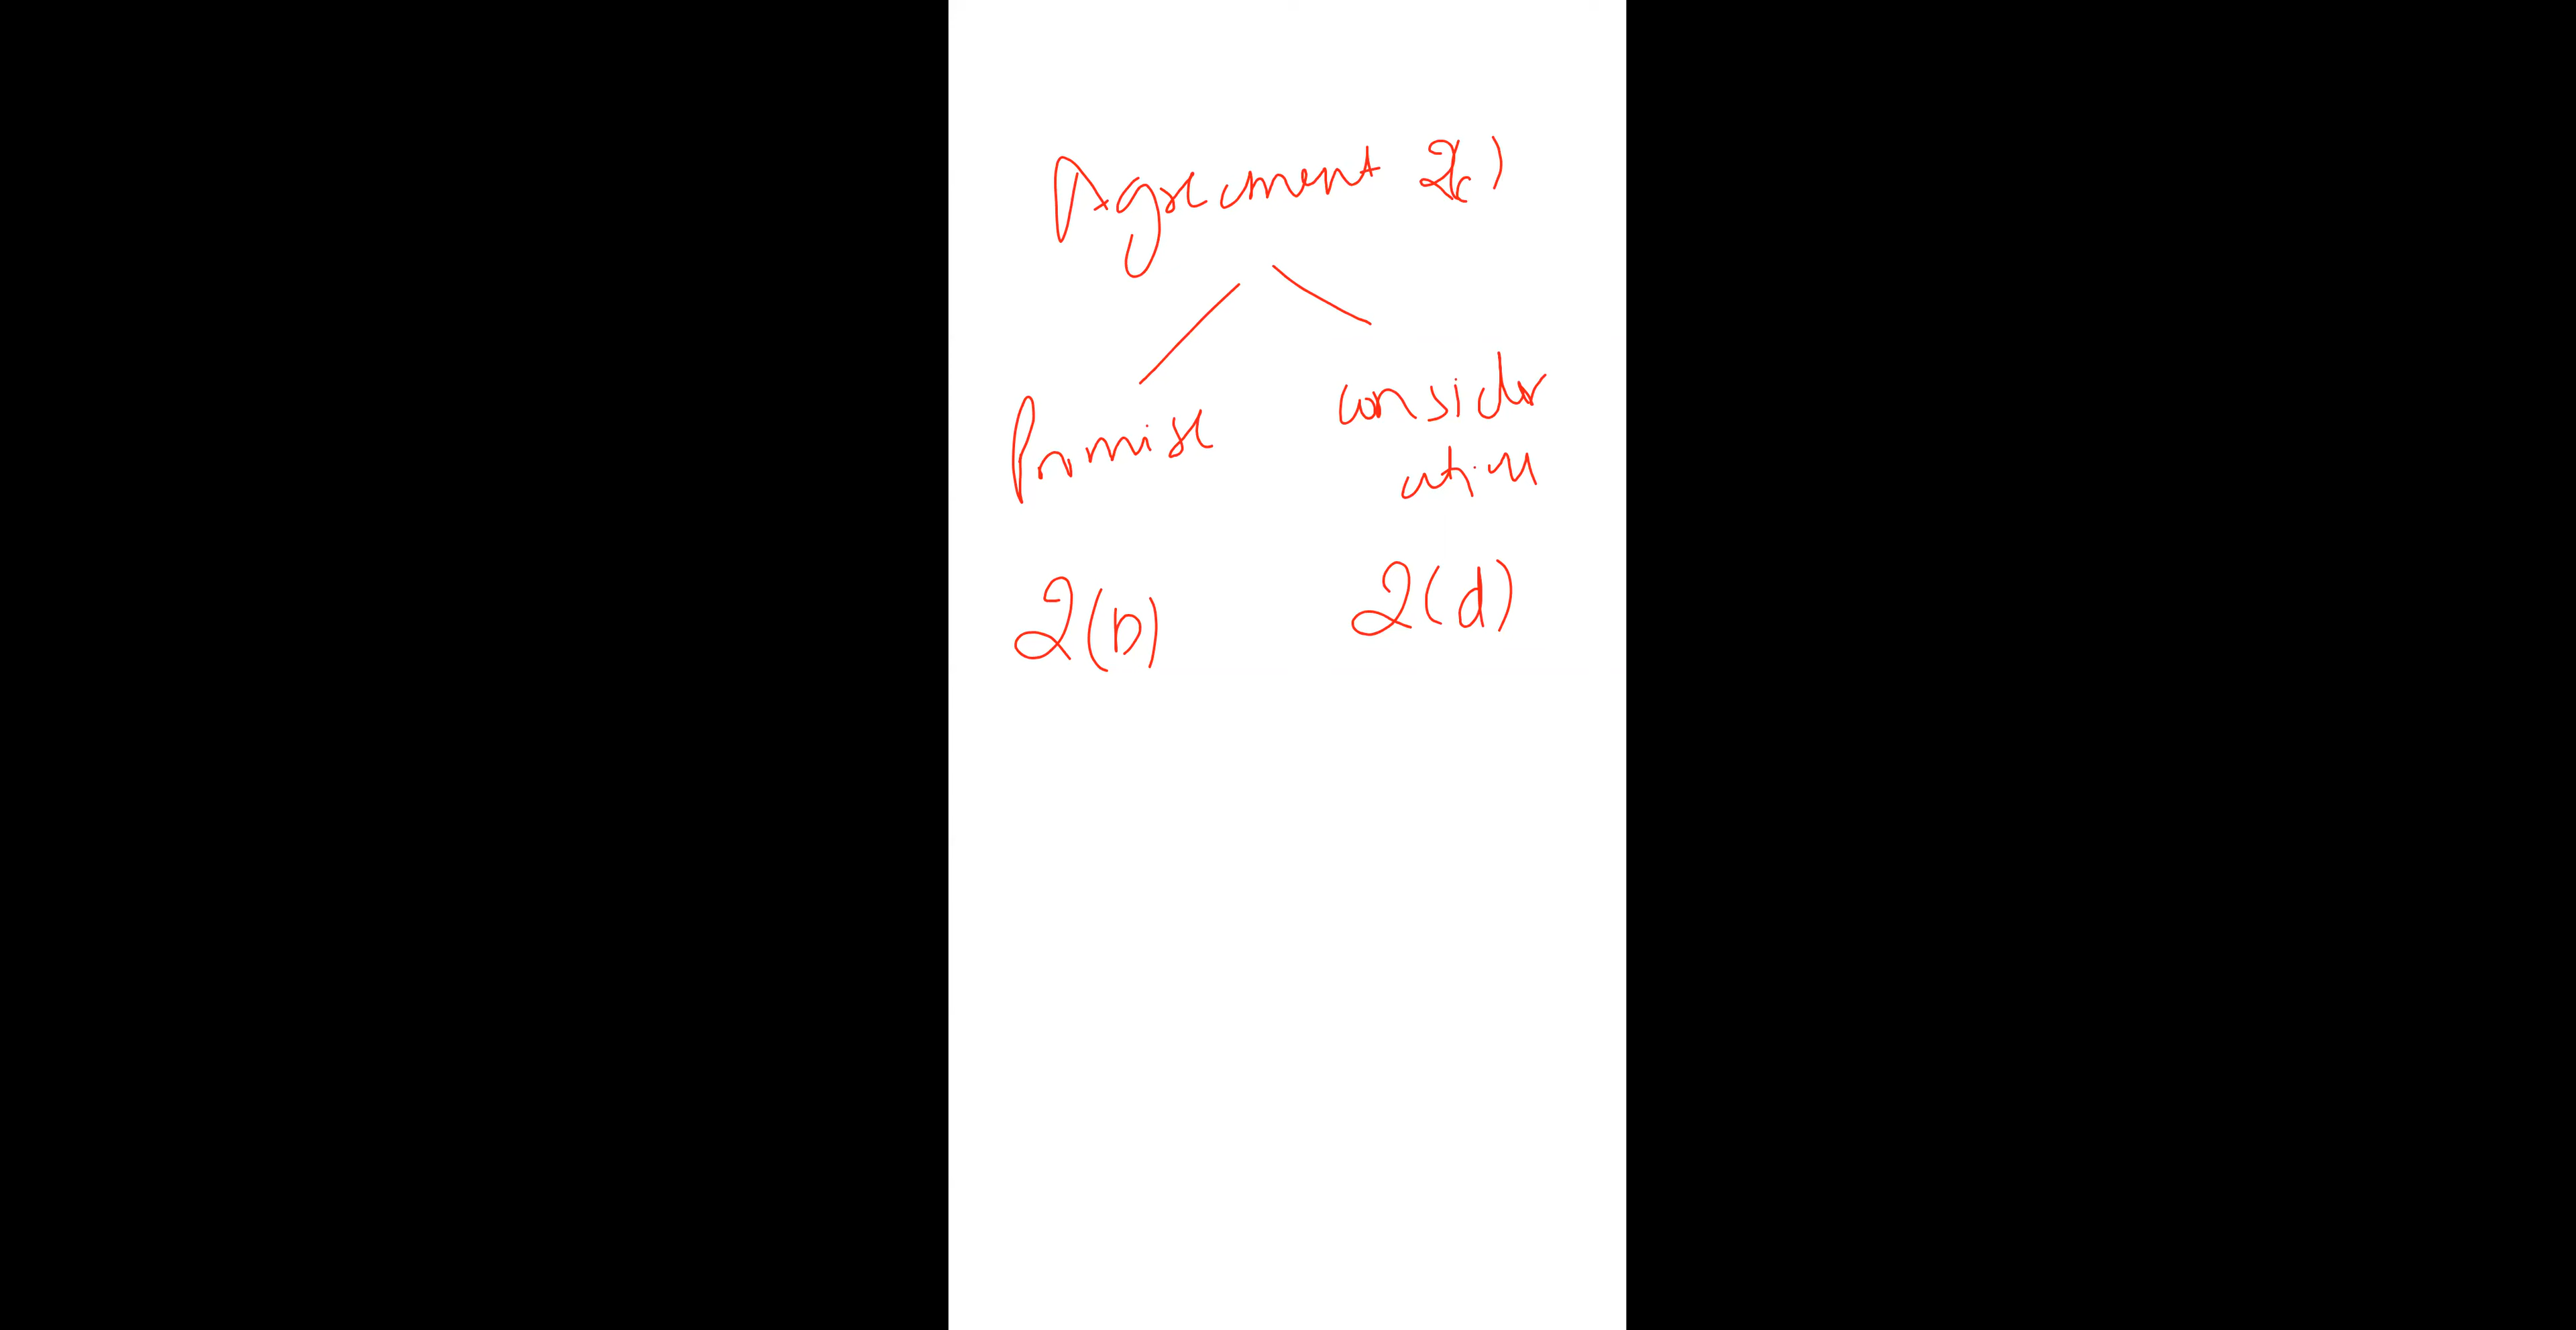 Agreement 2(c)
Promise
consider
ation
2(b)
2(d)